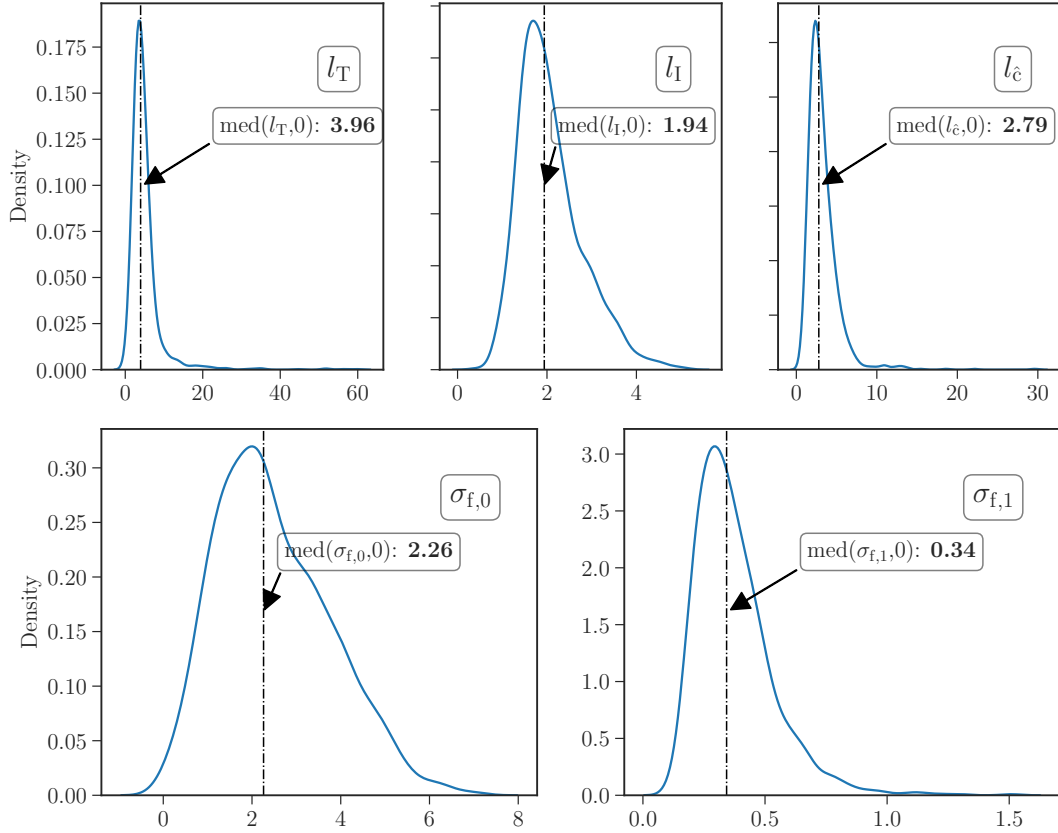 0.175
0.150
0.125
0.100
0.075
0.050
0.025
0.000
Density
0 20 40 60
l_T
med(l_T,0): 3.96
0 2 4
l_I
med(l_I,0): 1.94
0 10 20 30
l_ĉ
med(l_ĉ,0): 2.79
0.30
0.25
0.20
0.15
0.10
0.05
0.00
Density
0 2 4 6 8
σ_f,0
med(σ_f,0,0): 2.26
3.0
2.5
2.0
1.5
1.0
0.5
0.0
0.0 0.5 1.0 1.5
σ_f,1
med(σ_f,1,0): 0.34